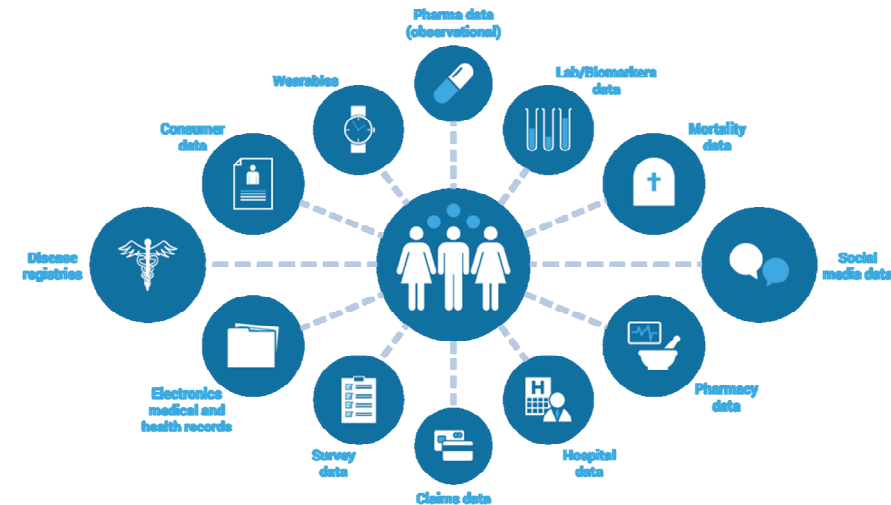 Pharma data
(observational)
Wearables
Lab/Biomarkers
data
Consumer
data
Mortality
data
Disease
registries
Social
media data
Electronics
medical and
health records
Pharmacy
data
Survey
data
H
Hospital
data
Claims data